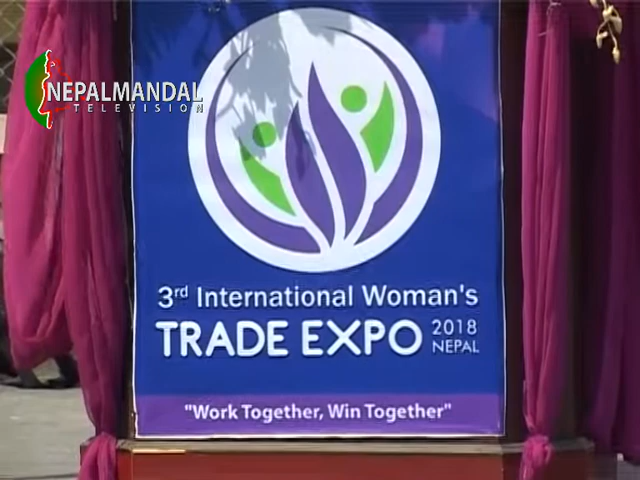 NEPALMANDAL
TELEVISION
3rd International Woman's
TRADE EXPO 2018
NEPAL
"Work Together, Win Together"